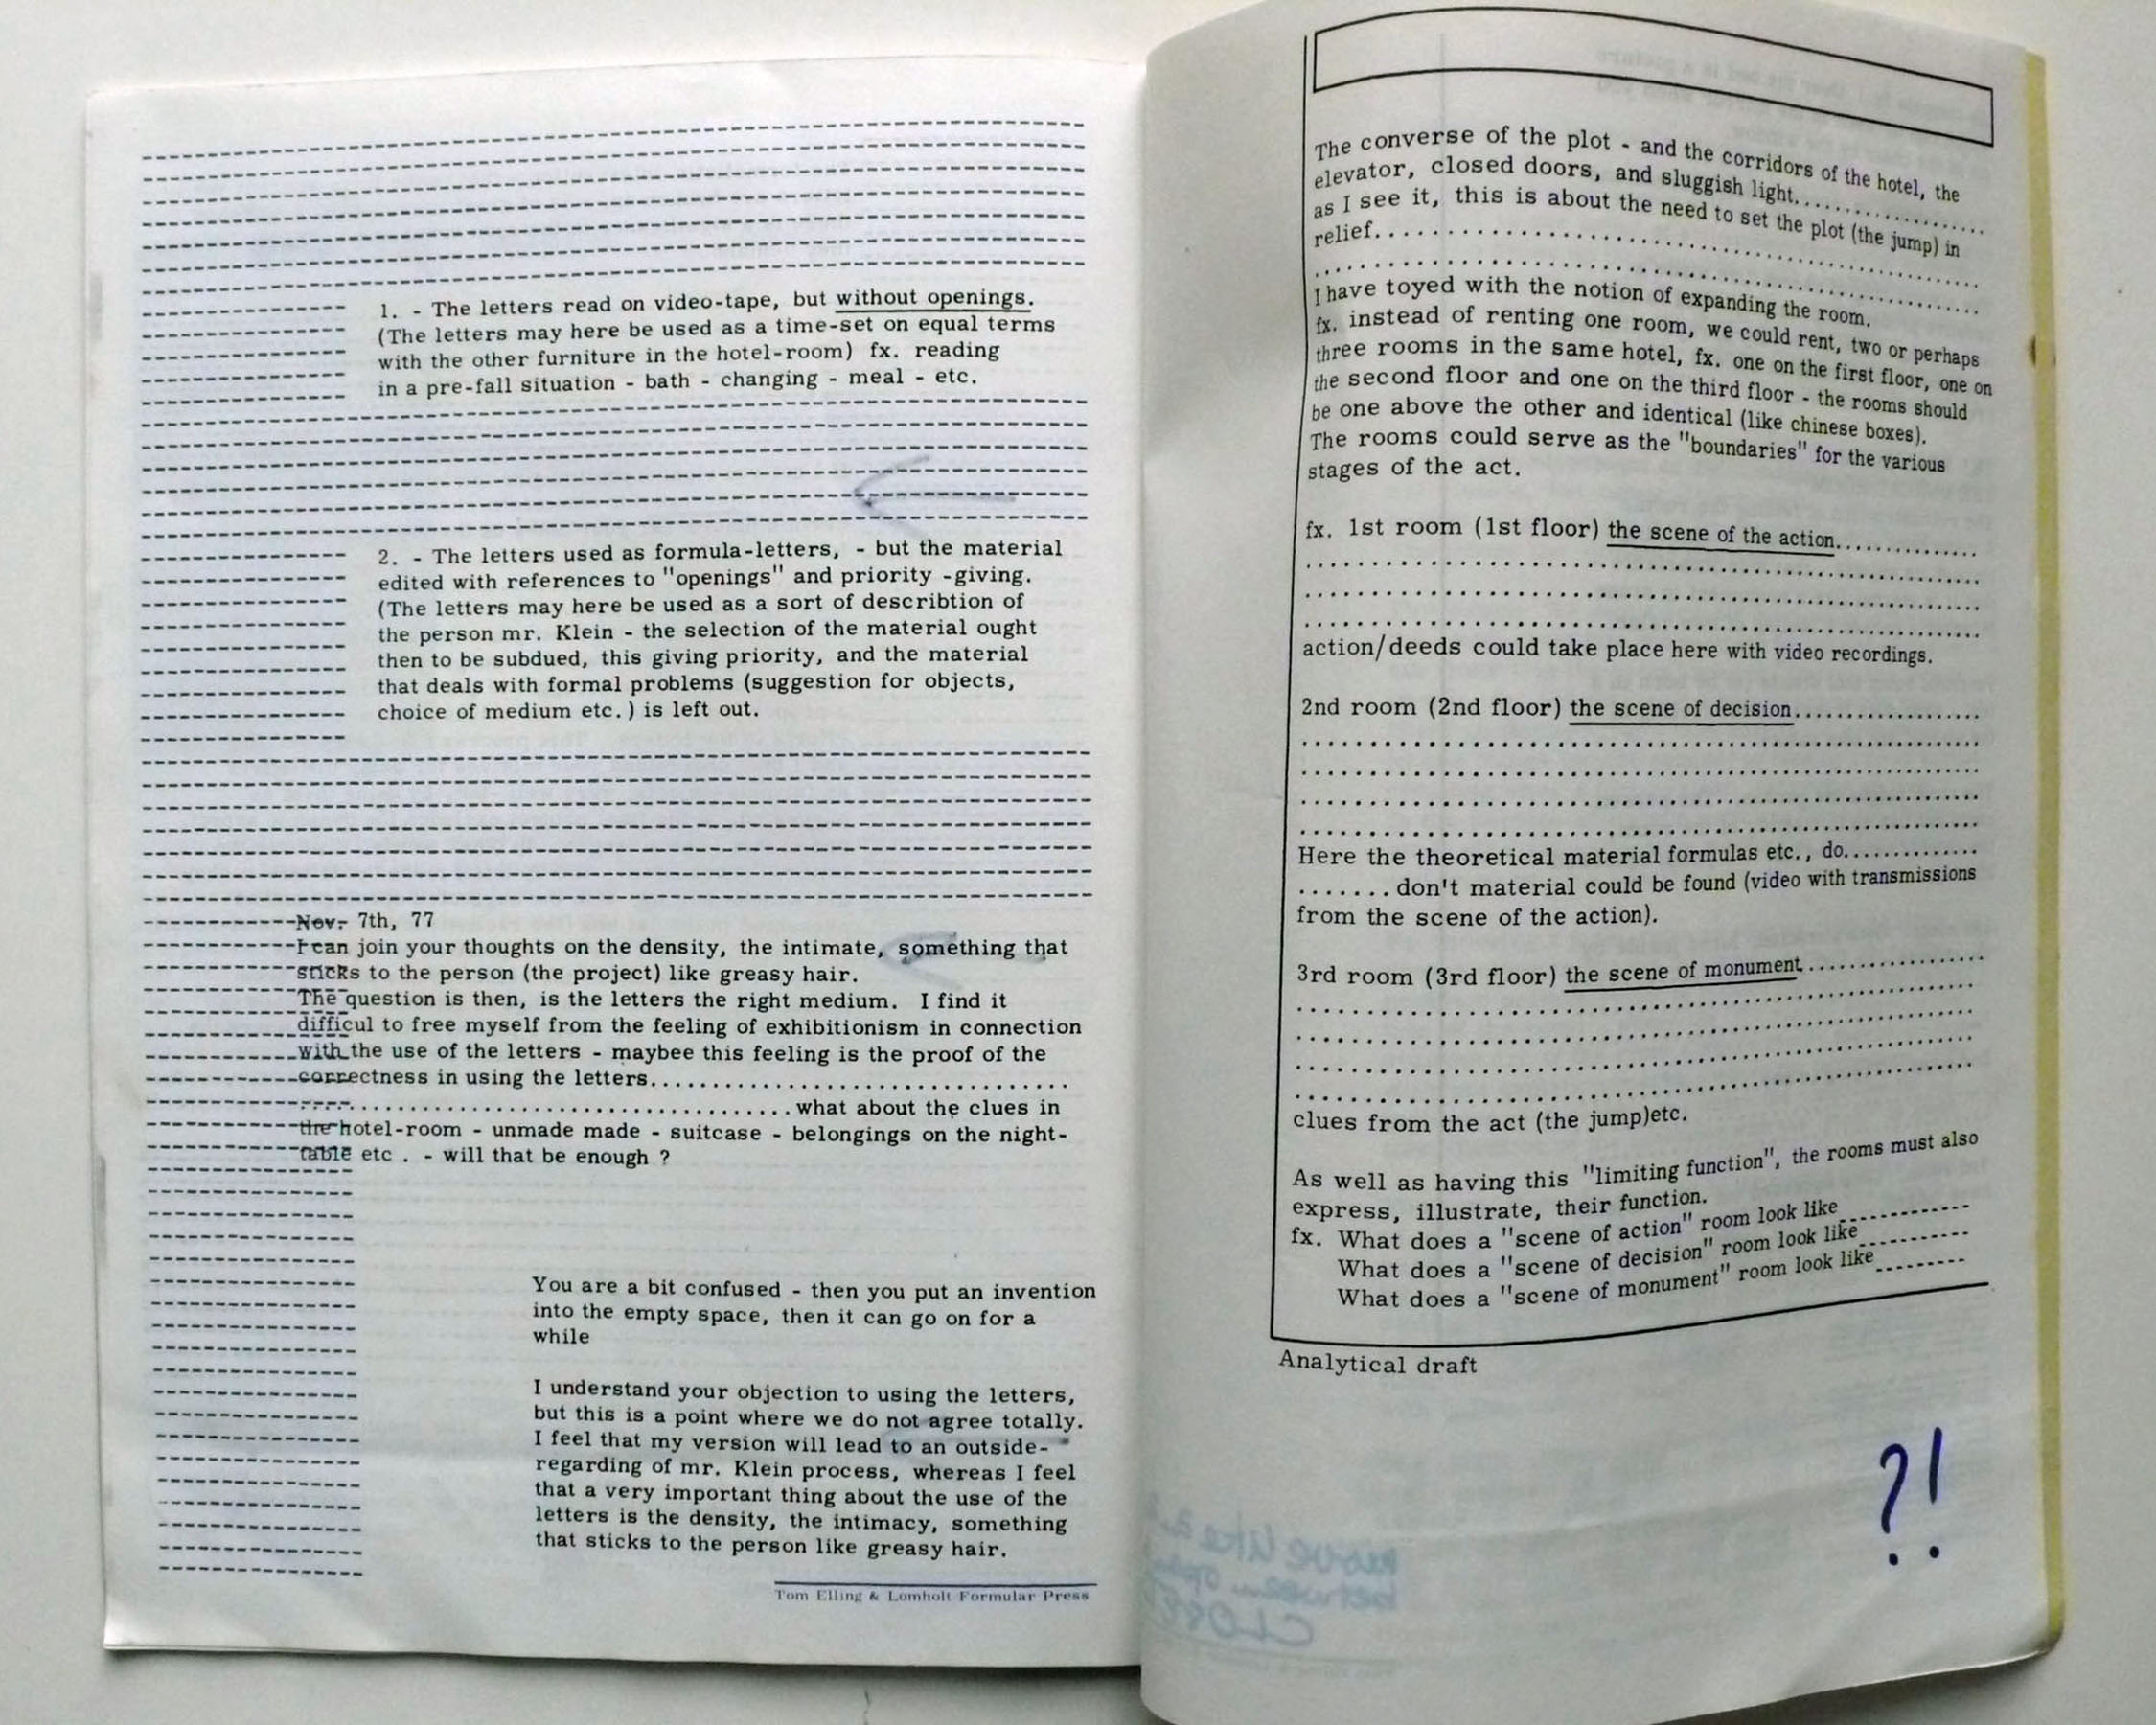 1. - The letters read on video-tape, but without openings.
(The letters may here be used as a time-set on equal terms
with the other furniture in the hotel-room) fx. reading
in a pre-fall situation - bath - changing - meal - etc.
2. - The letters used as formula-letters, - but the material
edited with references to "openings" and priority -giving.
(The letters may here be used as a sort of describtion of
the person mr. Klein - the selection of the material ought
then to be subdued, this giving priority, and the material
that deals with formal problems (suggestion for objects,
choice of medium etc.) is left out.
Nov. 7th, 77
I can join your thoughts on the density, the intimate, something that
sticks to the person (the project) like greasy hair.
The question is then, is the letters the right medium. I find it
difficul to free myself from the feeling of exhibitionism in connection
with the use of the letters - maybee this feeling is the proof of the
correctness in using the letters..................................
....................................what about the clues in
the hotel-room - unmade made - suitcase - belongings on the night-
table etc . - will that be enough ?
You are a bit confused - then you put an invention
into the empty space, then it can go on for a
while
I understand your objection to using the letters,
but this is a point where we do not agree totally.
I feel that my version will lead to an outside-
regarding of mr. Klein process, whereas I feel
that a very important thing about the use of the
letters is the density, the intimacy, something
that sticks to the person like greasy hair.
Tom Elling & Lomholt Formular Press
The converse of the plot - and the corridors of the hotel, the
elevator, closed doors, and sluggish light...................
as I see it, this is about the need to set the plot (the jump) in
relief.......................................
I have toyed with the notion of expanding the room.
fx. instead of renting one room, we could rent, two or perhaps
three rooms in the same hotel, fx. one on the first floor, one on
the second floor and one on the third floor - the rooms should
be one above the other and identical (like chinese boxes).
The rooms could serve as the "boundaries" for the various
stages of the act.
fx. 1st room (1st floor) the scene of the action...............
action/deeds could take place here with video recordings.
2nd room (2nd floor) the scene of decision...................
Here the theoretical material formulas etc., do..............
.......don't material could be found (video with transmissions
from the scene of the action).
3rd room (3rd floor) the scene of monument..................
clues from the act (the jump)etc.
As well as having this "limiting function", the rooms must also
express, illustrate, their function.
fx. What does a "scene of action" room look like
What does a "scene of decision" room look like
What does a "scene of monument" room look like
Analytical draft
?!